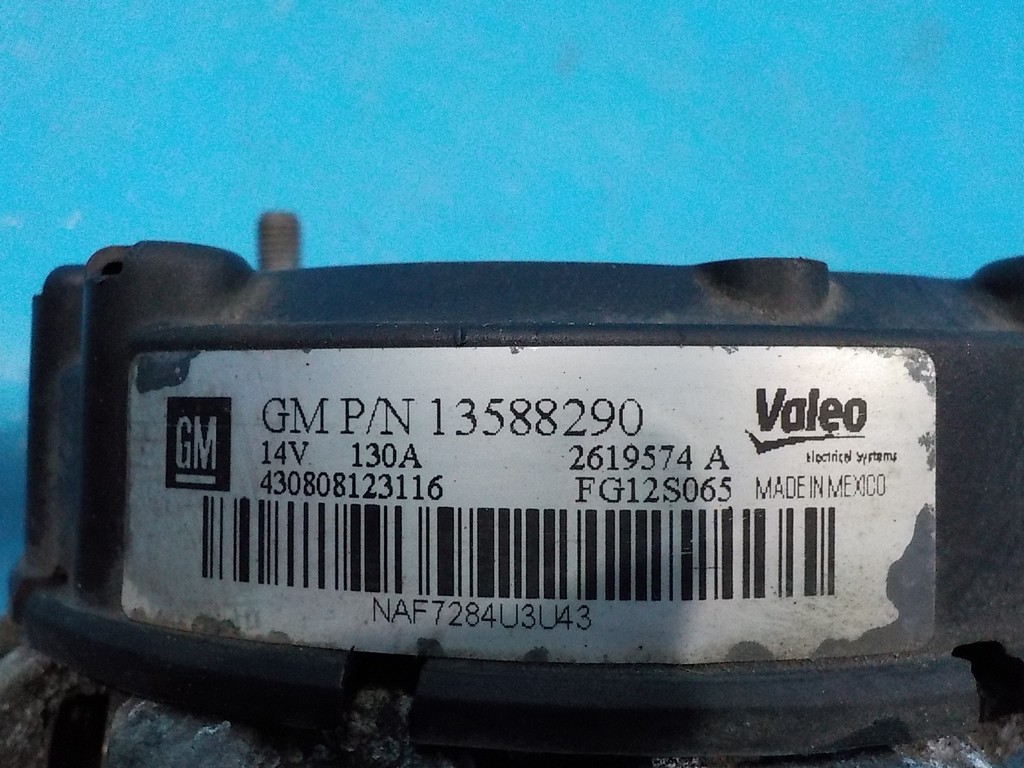 GM
GM P/N 13588290
14V 130A 2619574 A
430808123116 FG12S065
Valeo
Electrical Systems
MADE IN MEXICO
NAF7284U3U43